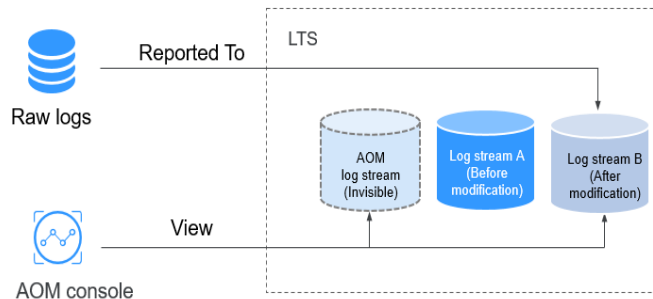 Reported To
LTS
Raw logs
AOM
log stream
(Invisible)
Log stream A
(Before
modification)
Log stream B
(After
modification)
View
AOM console